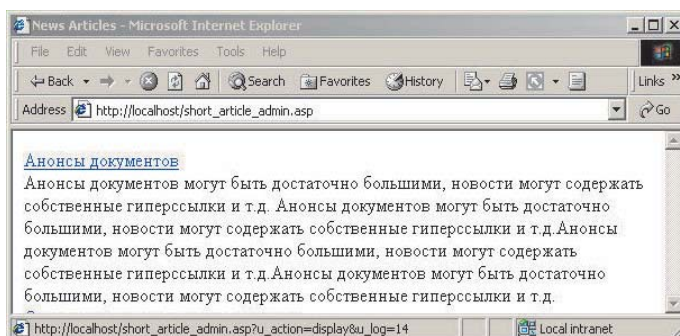 News Articles - Microsoft Internet Explorer
File Edit View Favorites Tools Help
Back Search Favorites History Links »
Address http://localhost/short_article_admin.asp Go
Анонсы документов
Анонсы документов могут быть достаточно большими, новости могут содержать
собственные гиперссылки и т.д. Анонсы документов могут быть достаточно
большими, новости могут содержать собственные гиперссылки и т.д.Анонсы
документов могут быть достаточно большими, новости могут содержать
собственные гиперссылки и т.д.Анонсы документов могут быть достаточно
большими, новости могут содержать собственные гиперссылки и т.д.
http://localhost/short_article_admin.asp?u_action=display&u_log=14 Local intranet